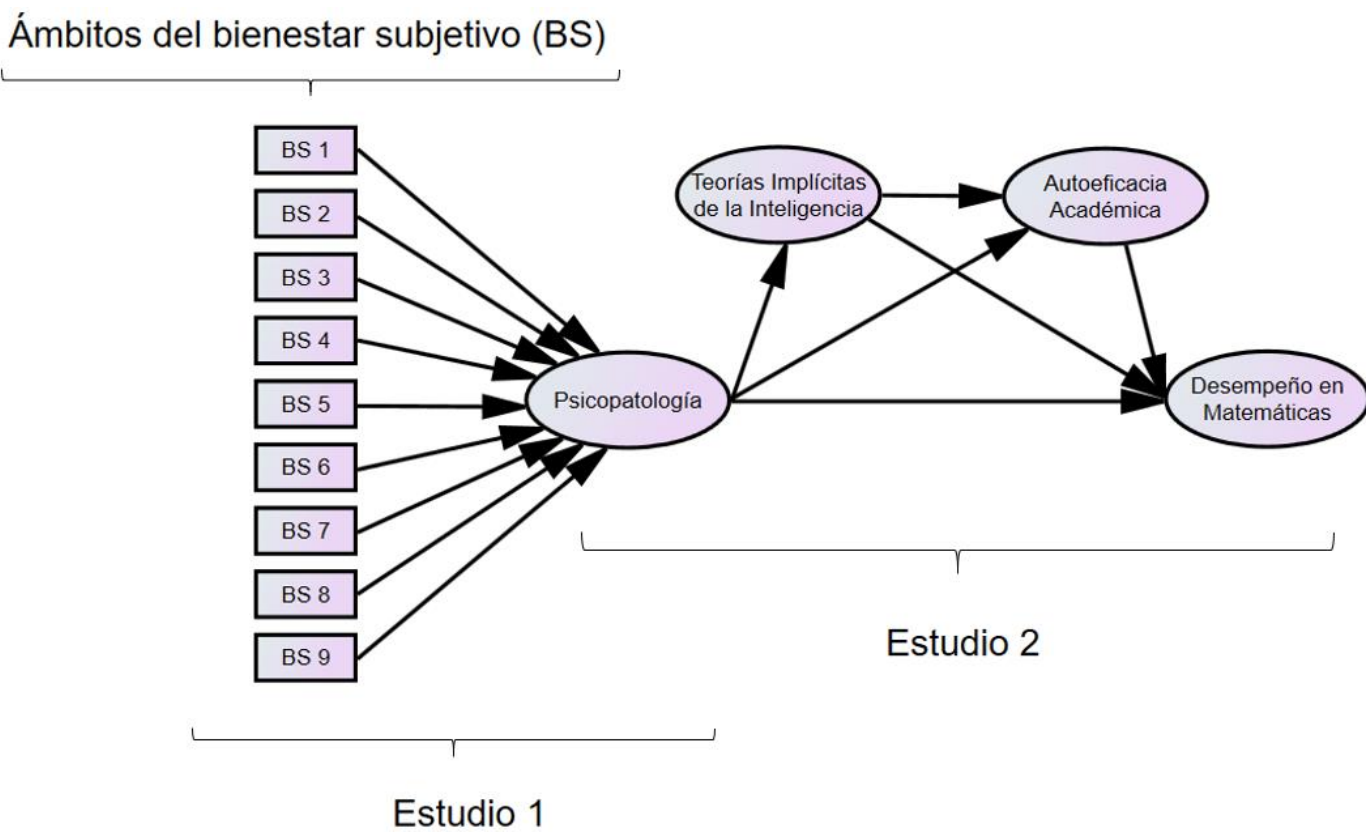 Ámbitos del bienestar subjetivo (BS)
BS 1
BS 2
BS 3
BS 4
BS 5
BS 6
BS 7
BS 8
BS 9
Psicopatología
Teorías Implícitas
de la Inteligencia
Autoeficacia
Académica
Desempeño en
Matemáticas
Estudio 2
Estudio 1